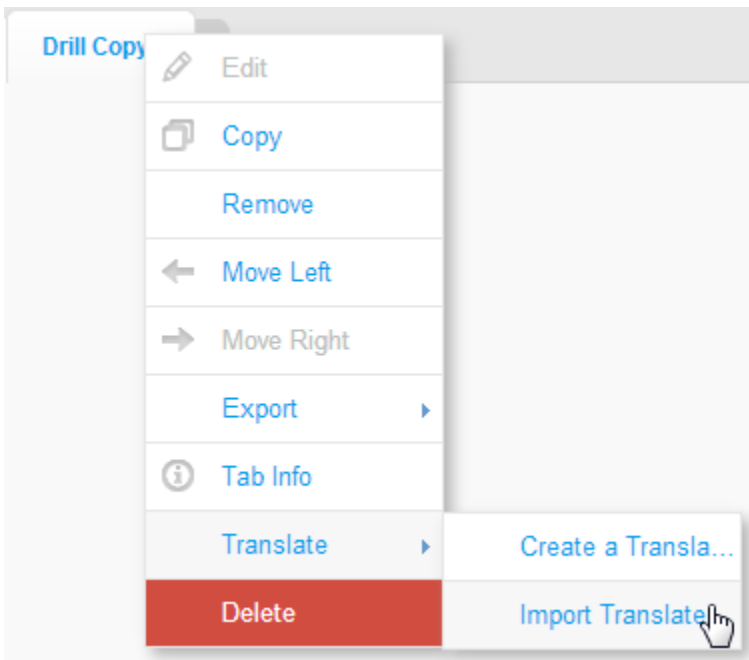 Drill Copy
Edit
Copy
Remove
Move Left
Move Right
Export
Tab Info
Translate
Create a Transla...
Delete
Import Translate